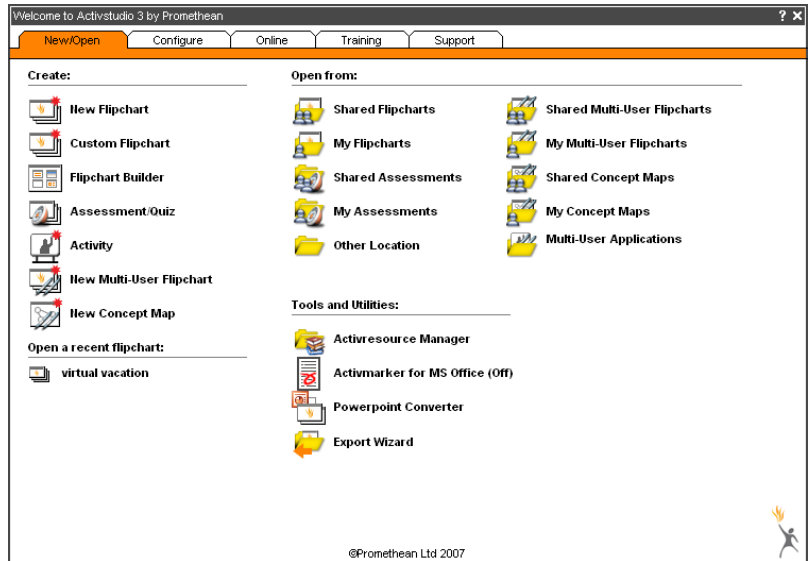 Welcome to Activstudio 3 by Promethean ? X
New/Open Configure Online Training Support
Create:
New Flipchart
Custom Flipchart
Flipchart Builder
Assessment/Quiz
Activity
New Multi-User Flipchart
New Concept Map
Open a recent flipchart:
virtual vacation
Open from:
Shared Flipcharts
My Flipcharts
Shared Assessments
My Assessments
Other Location
Shared Multi-User Flipcharts
My Multi-User Flipcharts
Shared Concept Maps
My Concept Maps
Multi-User Applications
Tools and Utilities:
Activresource Manager
Activmarker for MS Office (Off)
Powerpoint Converter
Export Wizard
©Promethean Ltd 2007